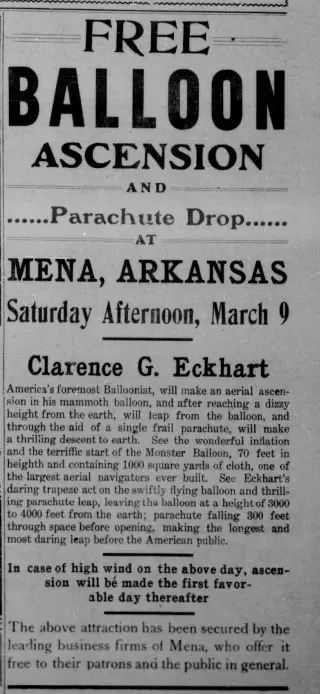 FREE
BALLOON
ASCENSION
AND
......Parachute Drop......
AT
MENA, ARKANSAS
Saturday Afternoon, March 9
Clarence G. Eckhart
America's foremost Balloonist, will make an aerial ascen-
sion in his mammoth balloon, and after reaching a dizzy
height from the earth, will leap from the balloon, and
through the aid of a single frail parachute, will make
a thrilling descent to earth. See the wonderful inflation
and the terriffic start of the Monster Balloon, 70 feet in
heighth and containing 1000 square yards of cloth, one of
the largest aerial navigators ever built. See Eckhart's
daring trapeze act on the swiftly flying balloon and thrill-
ing parachute leap, leaving the balloon at a height of 3000
to 4000 feet from the earth; parachute falling 300 feet
through space before opening, making the longest and
most daring leap before the American public.
In case of high wind on the above day, ascen-
sion will be made the first favor-
able day thereafter
The above attraction has been secured by the
leading business firms of Mena, who offer it
free to their patrons and the public in general.